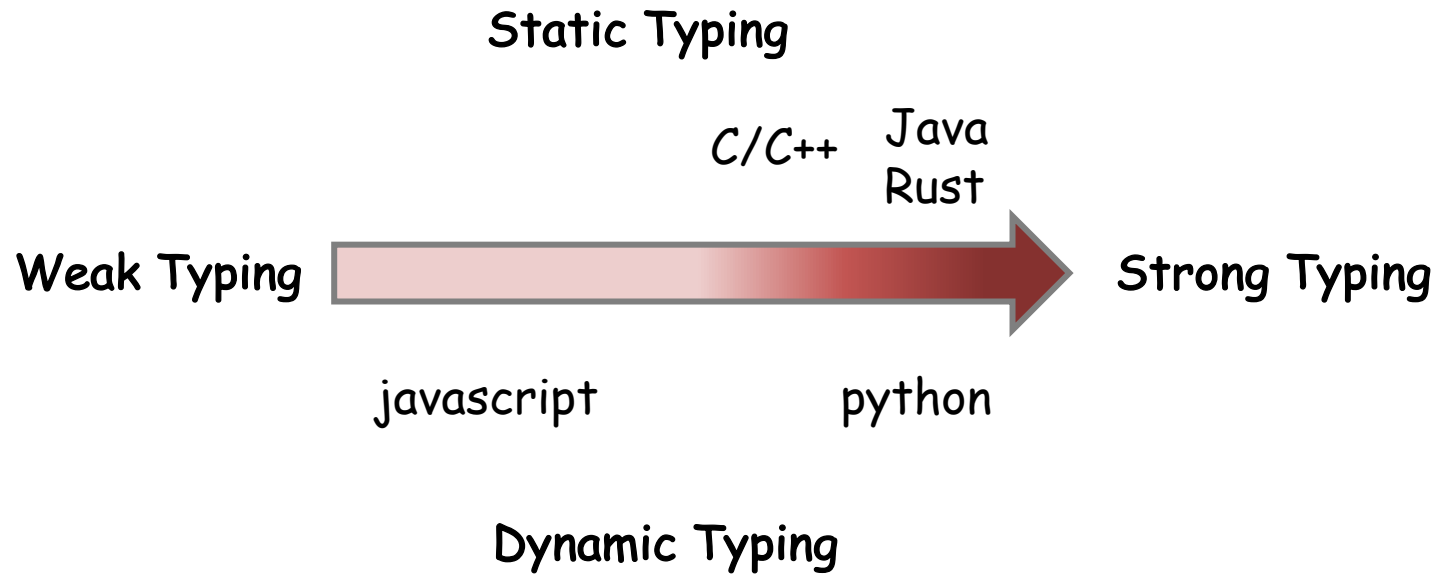 Static Typing
C/C++
Java
Rust
Weak Typing
Strong Typing
javascript
python
Dynamic Typing